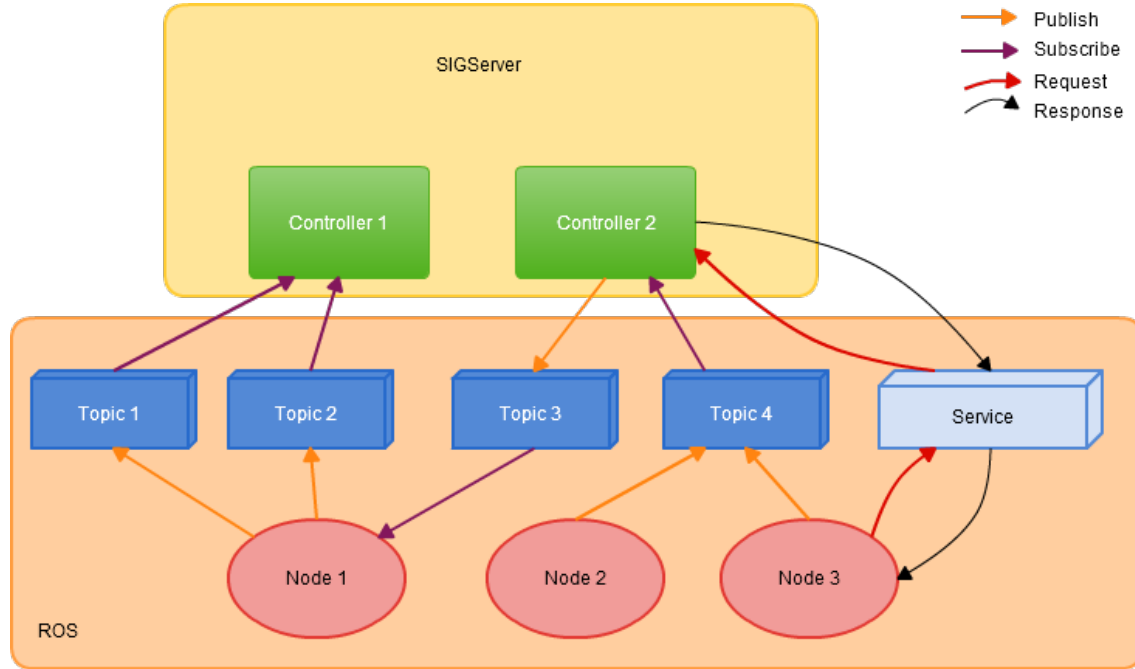 Publish
Subscribe
Request
Response
SIGServer
Controller 1
Controller 2
Topic 1
Topic 2
Topic 3
Topic 4
Service
Node 1
Node 2
Node 3
ROS